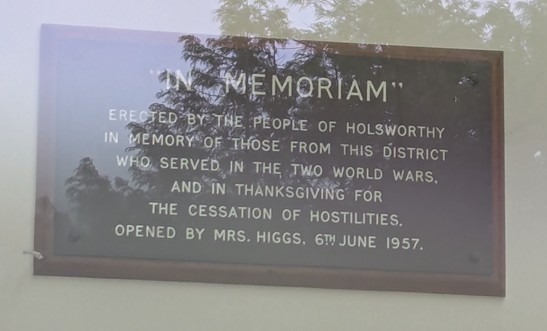 "IN MEMORIAM"
ERECTED BY THE PEOPLE OF HOLSWORTHY
IN MEMORY OF THOSE FROM THIS DISTRICT
WHO SERVED IN THE TWO WORLD WARS,
AND IN THANKSGIVING FOR
THE CESSATION OF HOSTILITIES.
OPENED BY MRS. HIGGS, 6TH JUNE 1957.